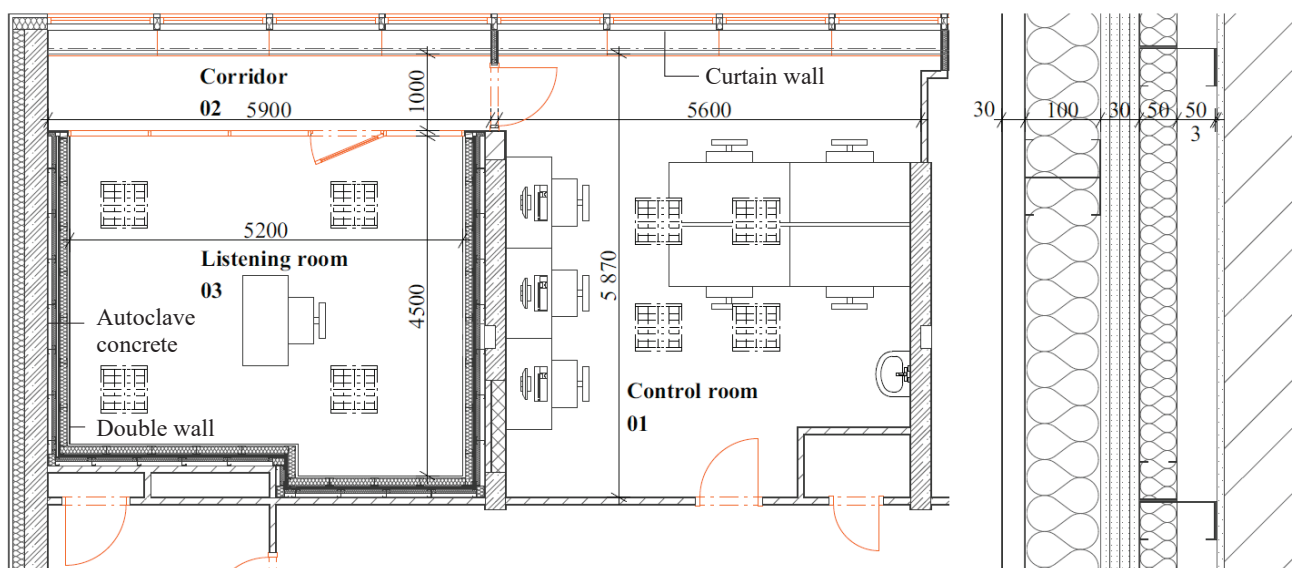 Corridor
02
5900
1000
5600
Curtain wall
5200
Listening room
03
4500
5 870
Autoclave
concrete
Double wall
Control room
01
30
100
30
50
50
3